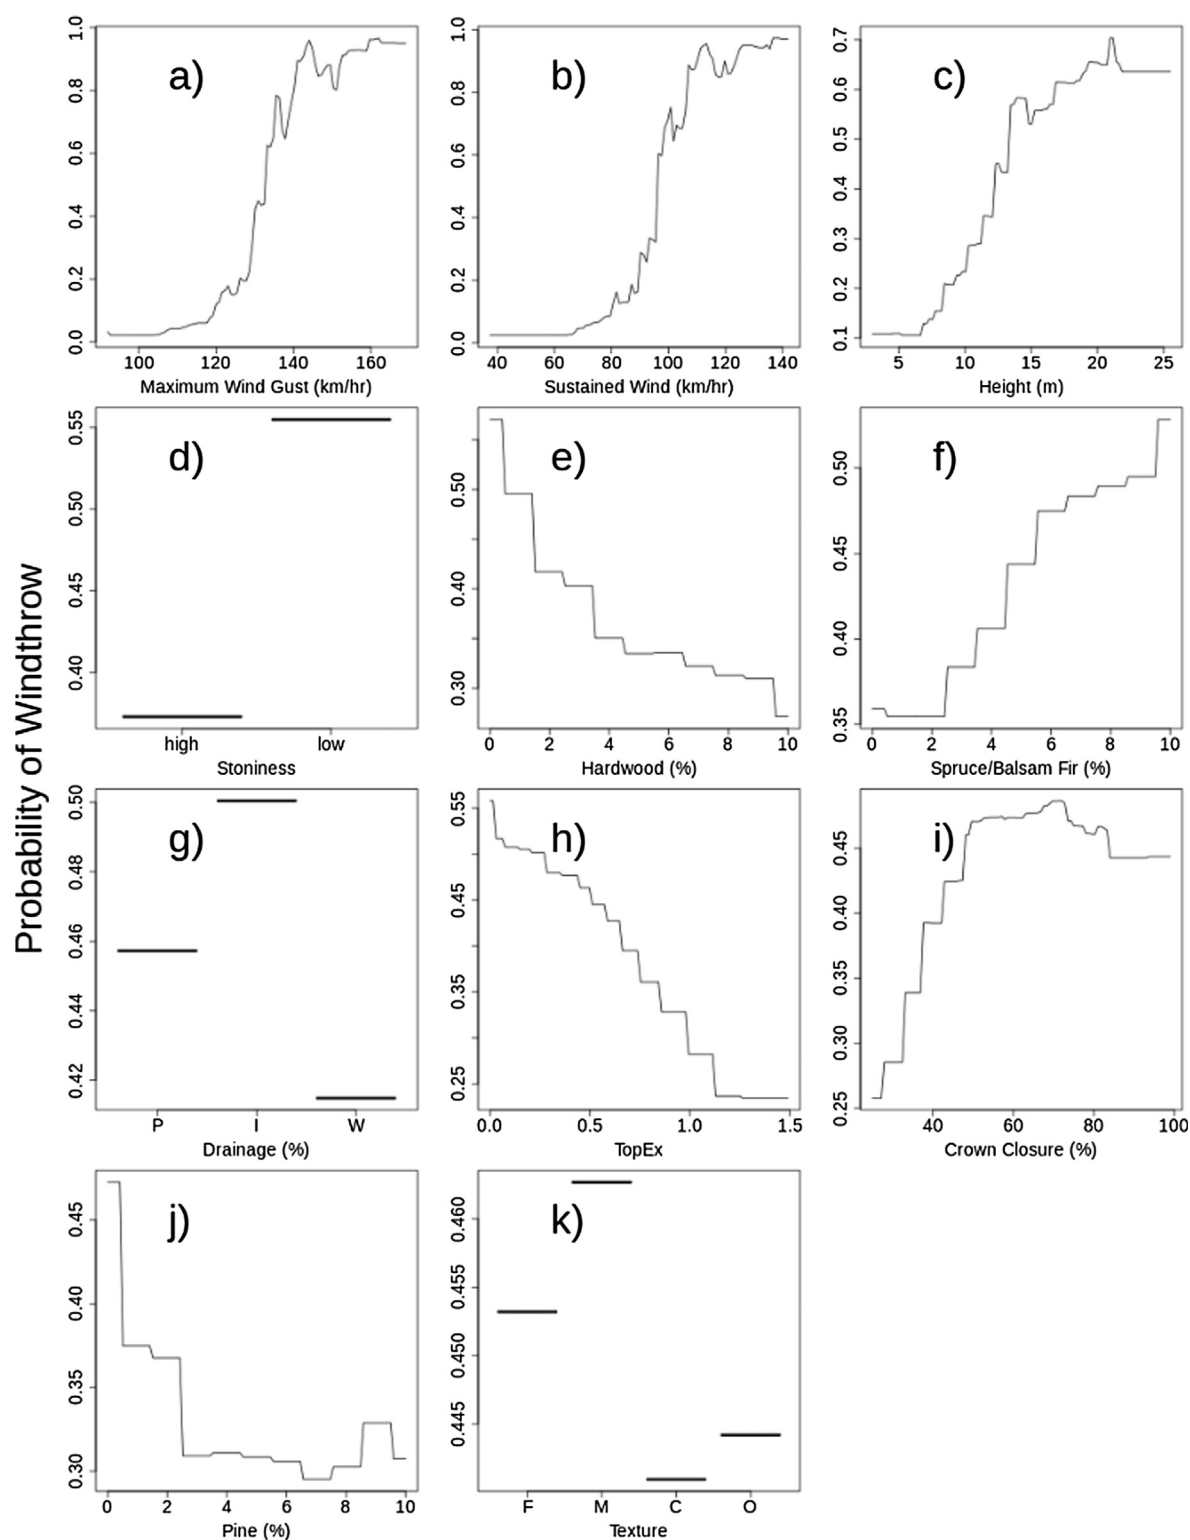 Probability of Windthrow
a)
0.0 0.2 0.4 0.6 0.8 1.0
100 120 140 160
Maximum Wind Gust (km/hr)
b)
0.0 0.2 0.4 0.6 0.8 1.0
40 60 80 100 120 140
Sustained Wind (km/hr)
c)
0.1 0.2 0.3 0.4 0.5 0.6 0.7
5 10 15 20 25
Height (m)
d)
0.40 0.45 0.50 0.55
high low
Stoniness
e)
0.30 0.40 0.50
0 2 4 6 8 10
Hardwood (%)
f)
0.35 0.40 0.45 0.50
0 2 4 6 8 10
Spruce/Balsam Fir (%)
g)
0.42 0.44 0.46 0.48 0.50
P I W
Drainage (%)
h)
0.25 0.35 0.45 0.55
0.0 0.5 1.0 1.5
TopEx
i)
0.25 0.30 0.35 0.40 0.45
40 60 80 100
Crown Closure (%)
j)
0.30 0.35 0.40 0.45
0 2 4 6 8 10
Pine (%)
k)
0.445 0.450 0.455 0.460
F M C O
Texture